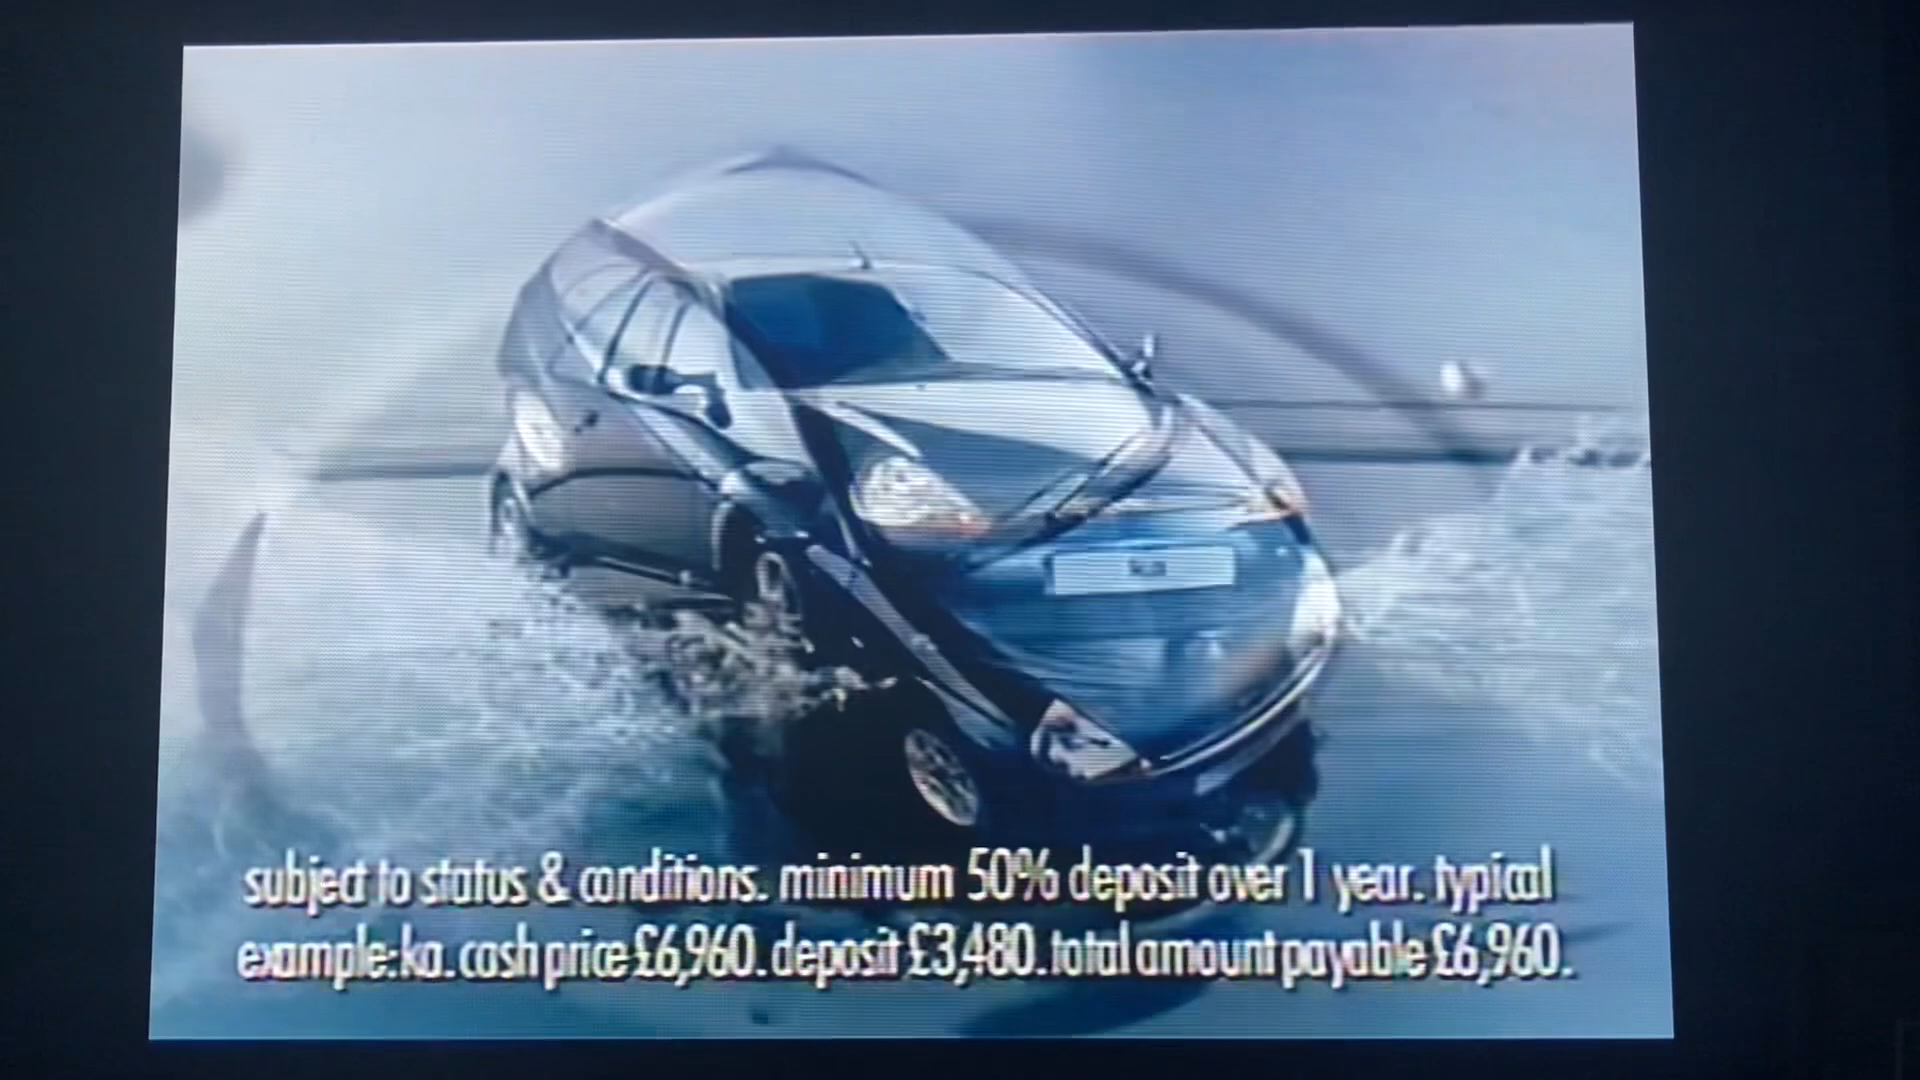 subject to status & conditions. minimum 50% deposit over 1 year. typical
example: ka. cash price £6,960. deposit £3,480. total amount payable £6,960.